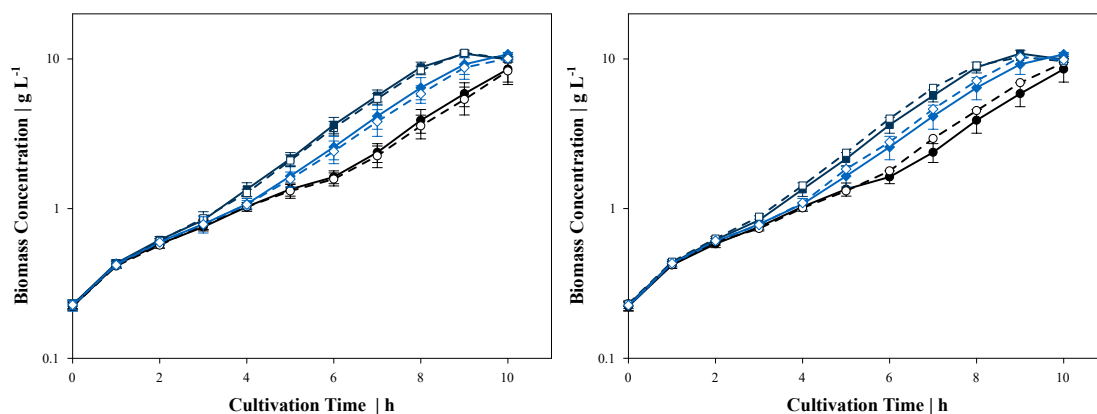 10
1
0.1
Biomass Concentration | g L-1
0 2 4 6 8 10
Cultivation Time | h
10
1
0.1
Biomass Concentration | g L-1
0 2 4 6 8 10
Cultivation Time | h